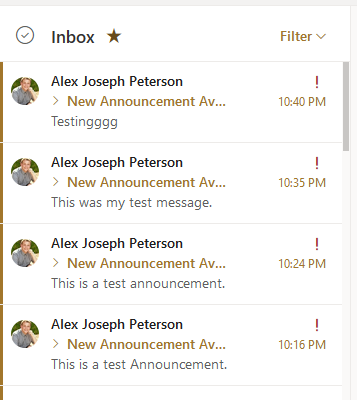 Inbox ★ Filter
Alex Joseph Peterson !
> New Announcement Av... 10:40 PM
Testingggg
Alex Joseph Peterson !
> New Announcement Av... 10:35 PM
This was my test message.
Alex Joseph Peterson !
> New Announcement Av... 10:24 PM
This is a test announcement.
Alex Joseph Peterson !
> New Announcement Av... 10:16 PM
This is a test Announcement.